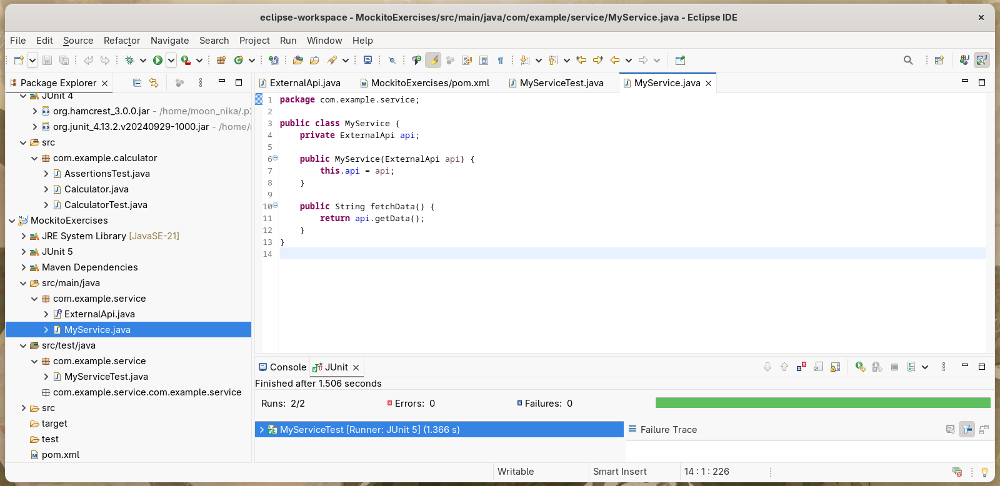 eclipse-workspace - MockitoExercises/src/main/java/com/example/service/MyService.java - Eclipse IDE
File Edit Source Refactor Navigate Search Project Run Window Help
Package Explorer
JUnit 4
org.hamcrest_3.0.0.jar - /home/moon_nika/.p2
org.junit_4.13.2.v20240929-1000.jar - /home/
src
com.example.calculator
AssertionsTest.java
Calculator.java
CalculatorTest.java
MockitoExercises
JRE System Library [JavaSE-21]
JUnit 5
Maven Dependencies
src/main/java
com.example.service
ExternalApi.java
MyService.java
src/test/java
com.example.service
MyServiceTest.java
com.example.service.com.example.service
src
target
test
pom.xml
ExternalApi.java MockitoExercises/pom.xml MyServiceTest.java MyService.java
1 package com.example.service;
2
3 public class MyService {
4 private ExternalApi api;
5
6 public MyService(ExternalApi api) {
7 this.api = api;
8 }
9
10 public String fetchData() {
11 return api.getData();
12 }
13 }
14
Console JUnit
Finished after 1.506 seconds
Runs: 2/2 Errors: 0 Failures: 0
MyServiceTest [Runner: JUnit 5] (1.366 s)
Failure Trace
Writable Smart Insert 14 : 1 : 226